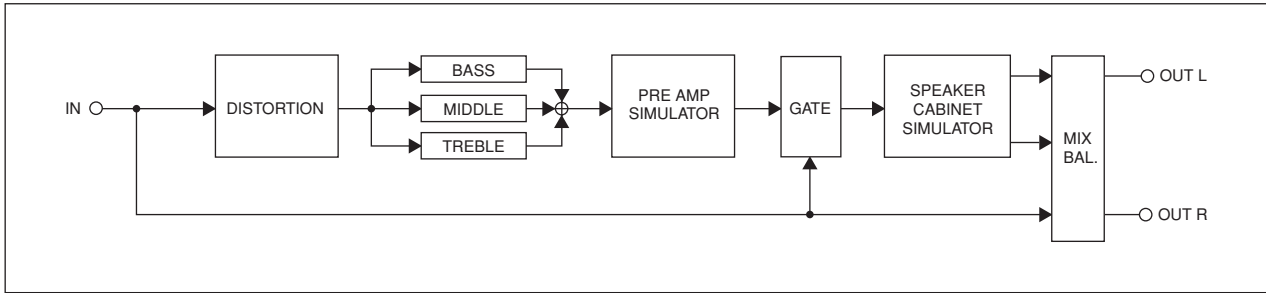 IN
DISTORTION
BASS
MIDDLE
TREBLE
PRE AMP
SIMULATOR
GATE
SPEAKER
CABINET
SIMULATOR
MIX
BAL.
OUT L
OUT R